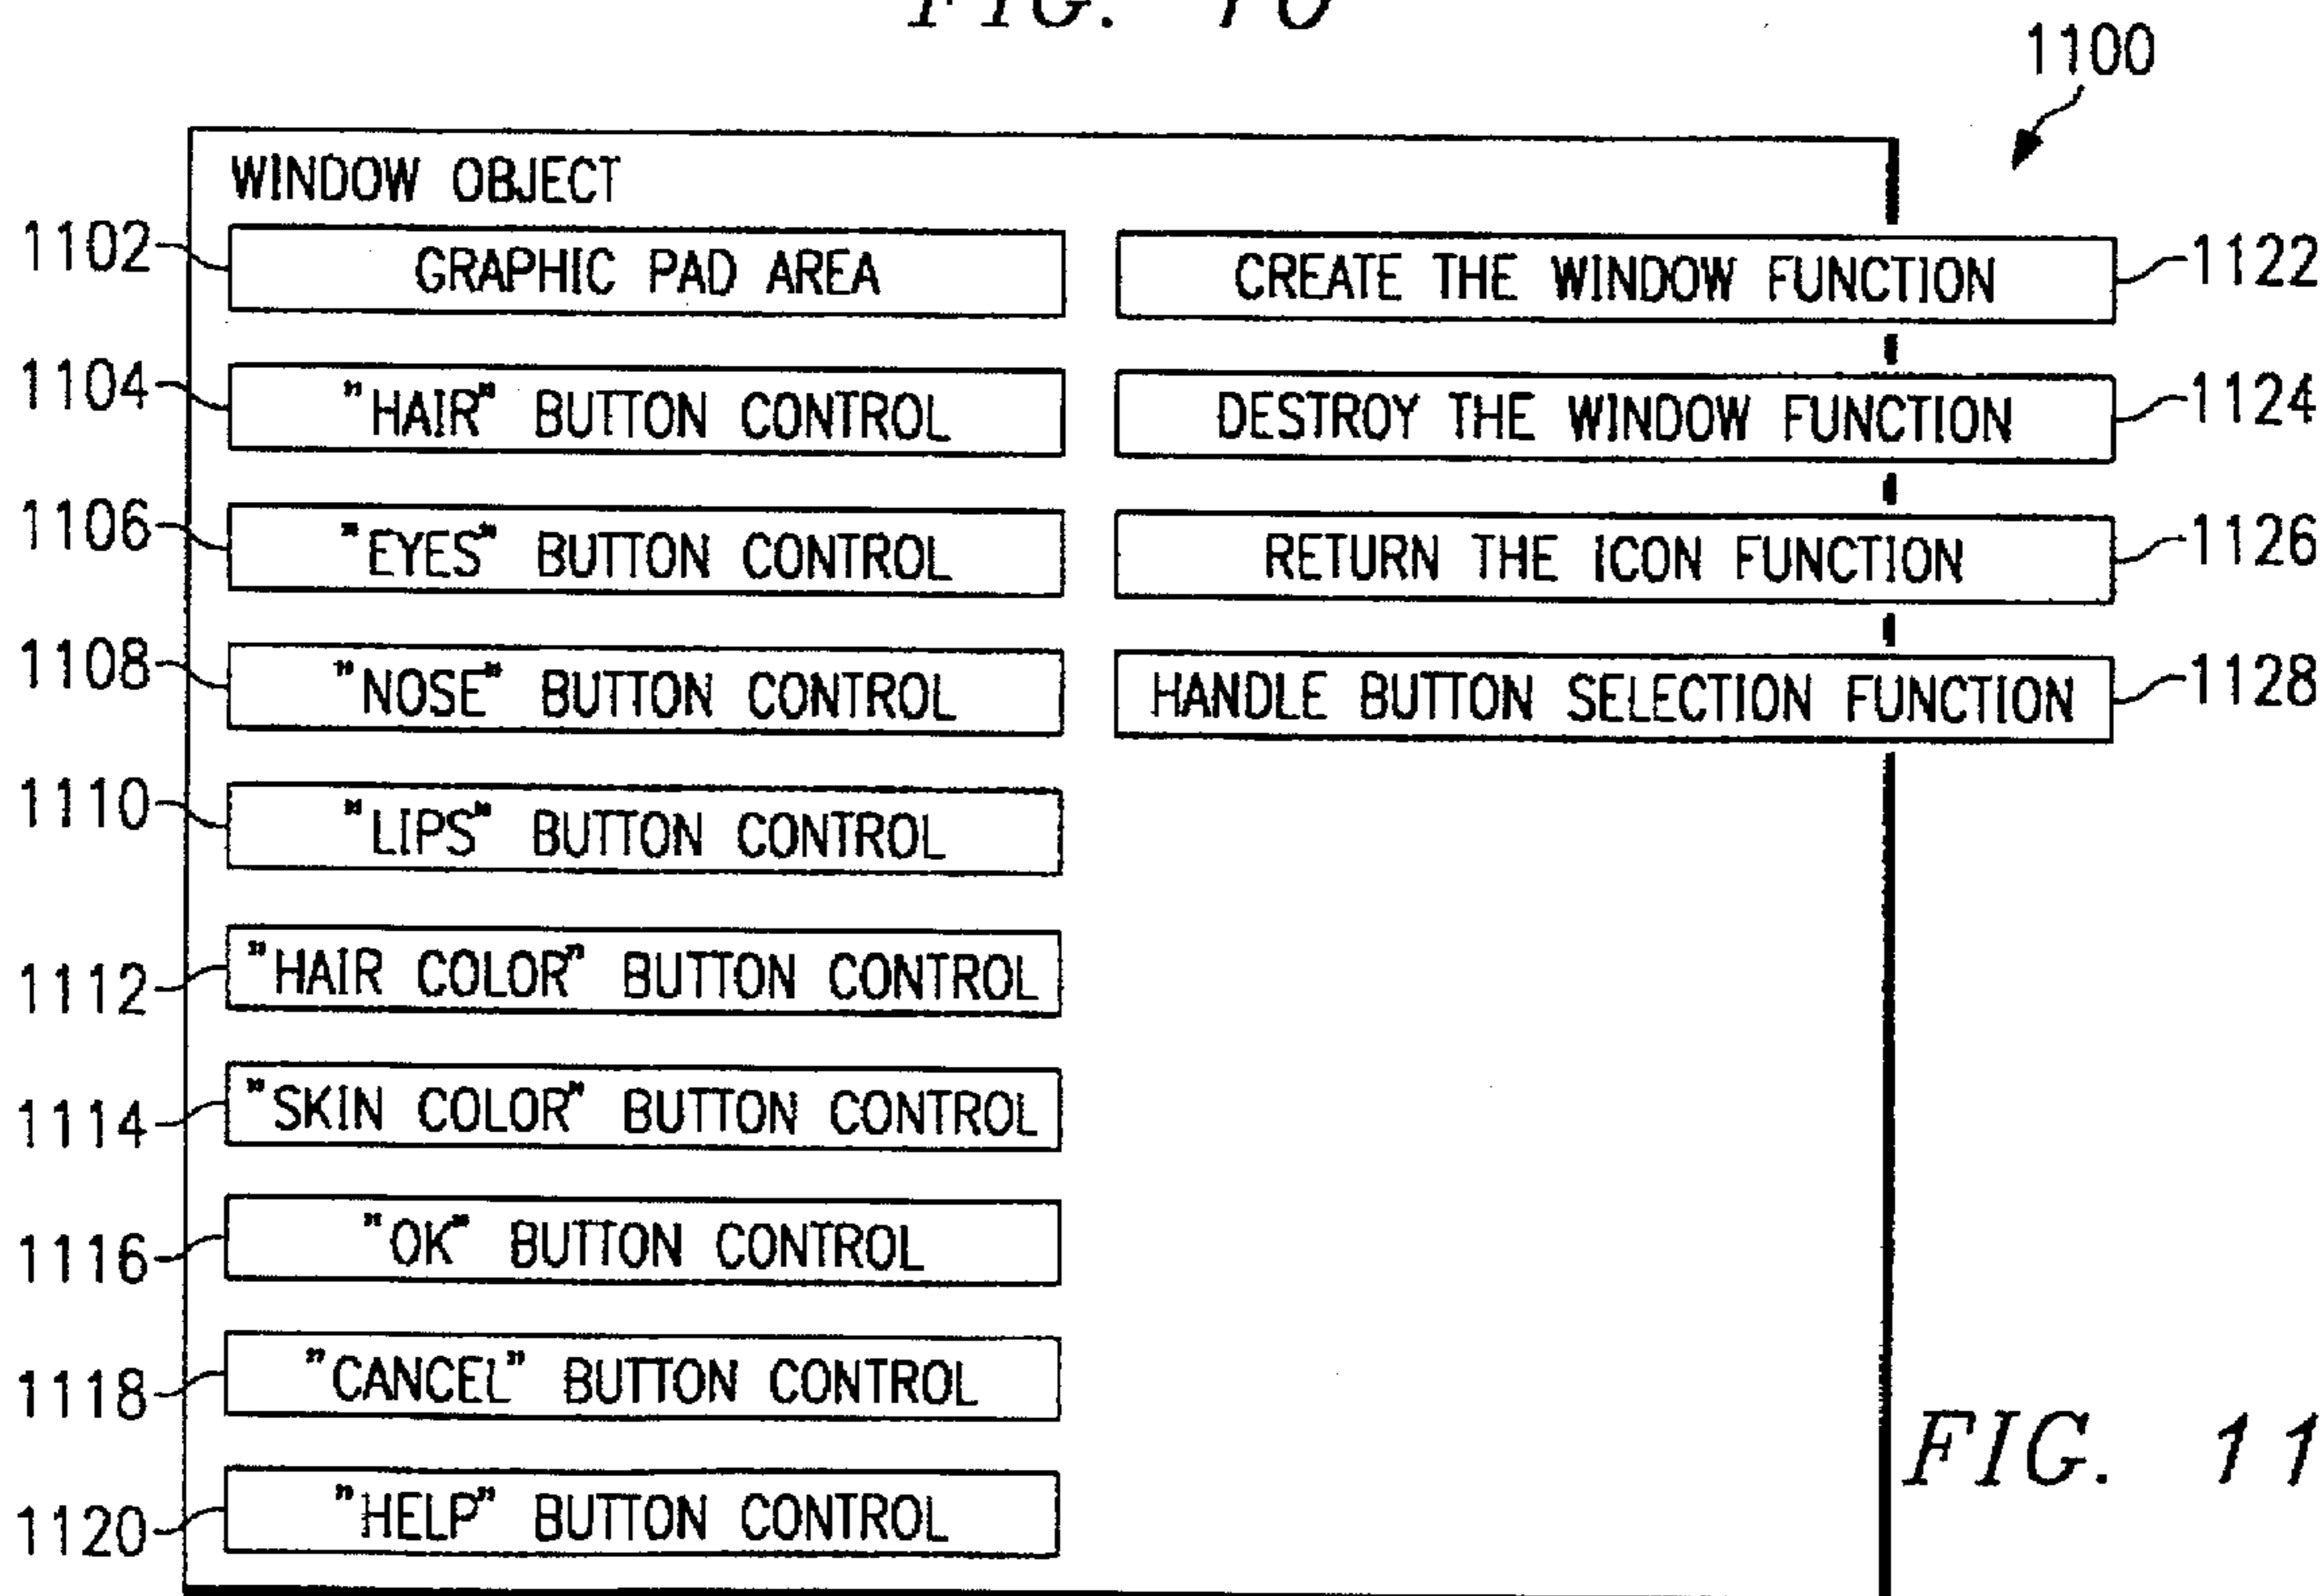 FIG. 10
1100
WINDOW OBJECT
1102 GRAPHIC PAD AREA
CREATE THE WINDOW FUNCTION 1122
1104 "HAIR" BUTTON CONTROL
DESTROY THE WINDOW FUNCTION 1124
1106 "EYES" BUTTON CONTROL
RETURN THE ICON FUNCTION 1126
1108 "NOSE" BUTTON CONTROL
HANDLE BUTTON SELECTION FUNCTION 1128
1110 "LIPS" BUTTON CONTROL
1112 "HAIR COLOR" BUTTON CONTROL
1114 "SKIN COLOR" BUTTON CONTROL
1116 "OK" BUTTON CONTROL
1118 "CANCEL" BUTTON CONTROL
1120 "HELP" BUTTON CONTROL
FIG. 11